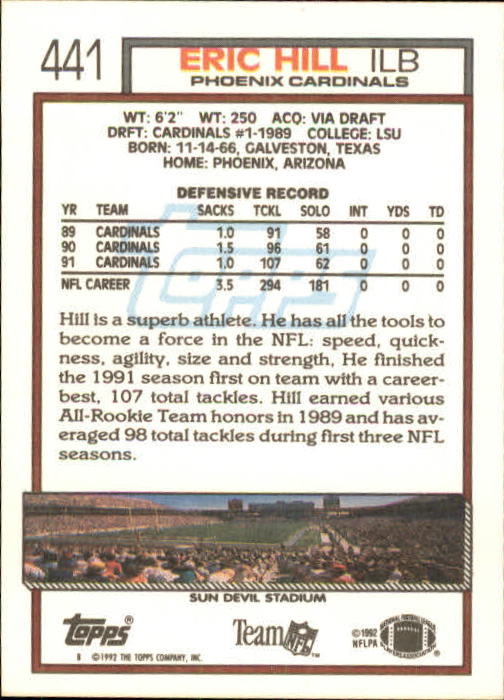 441
ERIC HILL ILB
PHOENIX CARDINALS
WT: 6'2" WT: 250 ACQ: VIA DRAFT
DRFT: CARDINALS #1-1989 COLLEGE: LSU
BORN: 11-14-66, GALVESTON, TEXAS
HOME: PHOENIX, ARIZONA
DEFENSIVE RECORD
YR TEAM SACKS TCKL SOLO INT YDS TD
89 CARDINALS 1.0 91 58 0 0 0
90 CARDINALS 1.5 96 61 0 0 0
91 CARDINALS 1.0 107 62 0 0 0
NFL CAREER 3.5 294 181 0 0 0
TOPPS
Hill is a superb athlete. He has all the tools to
become a force in the NFL: speed, quick-
ness, agility, size and strength, He finished
the 1991 season first on team with a career-
best, 107 total tackles. Hill earned various
All-Rookie Team honors in 1989 and has av-
eraged 98 total tackles during first three NFL
seasons.
SUN DEVIL STADIUM
Topps®
Team NFL™
©1992
NFLPA
B ©1992 THE TOPPS COMPANY, INC.